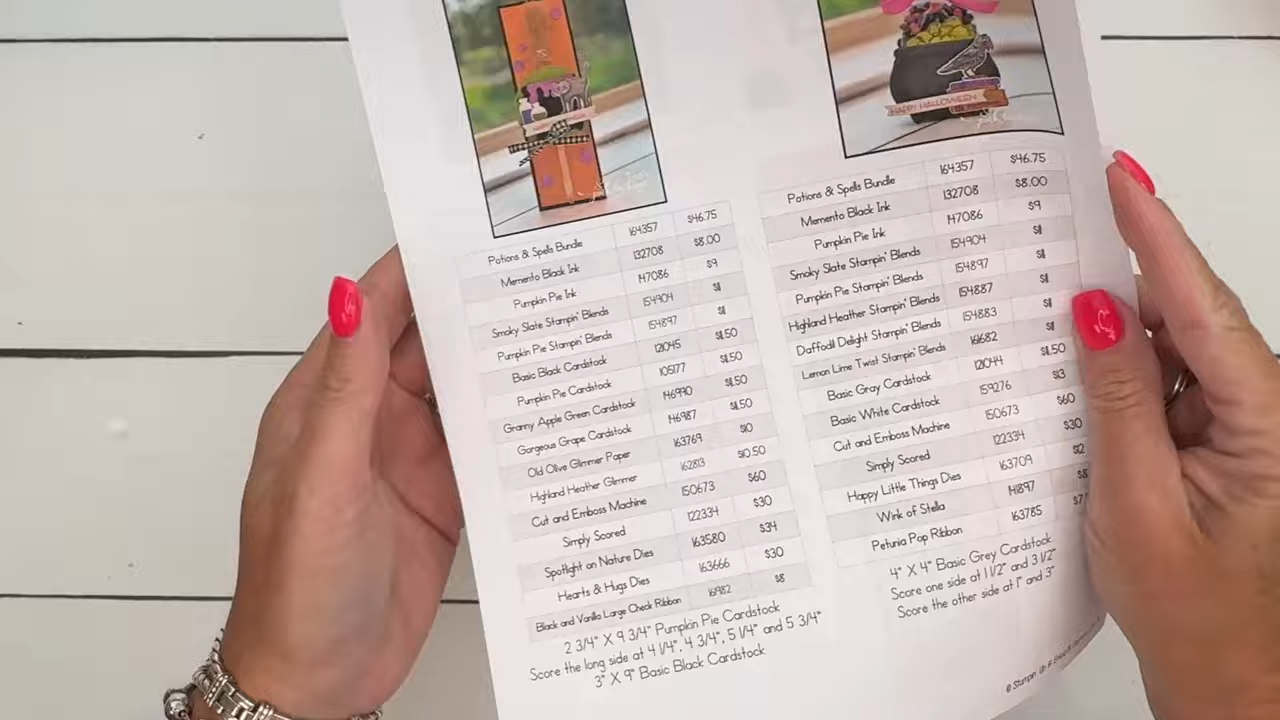 HAPPY HALLOWEEN
Potions & Spells Bundle 164357 $46.75
Memento Black Ink 132708 $8.00
Pumpkin Pie Ink 147086 $9
Smoky Slate Stampin' Blends 154904 $11
Pumpkin Pie Stampin' Blends 154897 $11
Basic Black Cardstock 121045 $11.50
Pumpkin Pie Cardstock 105117 $11.50
Granny Apple Green Cardstock 146990 $11.50
Gorgeous Grape Cardstock 146987 $11.50
Old Olive Glimmer Paper 163769 $10
Highland Heather Glimmer 162813 $10.50
Cut and Emboss Machine 150673 $60
Simply Scored 122334 $30
Spotlight on Nature Dies 163580 $34
Hearts & Hugs Dies 163666 $30
Black and Vanilla Large Check Ribbon $8
2 3/4" X 9 3/4" Pumpkin Pie Cardstock
Score the long side at 4 1/4", 4 3/4", 5 1/4" and 5 3/4"
3" X 9" Basic Black Cardstock
Potions & Spells Bundle 164357 $46.75
Memento Black Ink 132708 $8.00
Pumpkin Pie Ink 147086 $9
Smoky Slate Stampin' Blends 154904 $11
Pumpkin Pie Stampin' Blends 154897 $11
Highland Heather Stampin' Blends 154887 $11
Daffodil Delight Stampin' Blends 154883 $11
Lemon Lime Twist Stampin' Blends 161682 $11
Basic Gray Cardstock 121044 $11.50
Basic White Cardstock 159276 $13
Cut and Emboss Machine 150673 $60
Simply Scored 122334 $30
Happy Little Things Dies 163709
Wink of Stella 141897
Petunia Pop Ribbon 163785
4" X 4" Basic Grey Cardstock
Score one side at 1 1/2" and 3 1/2"
Score the other side at 1" and 3"
© Stampin' Up